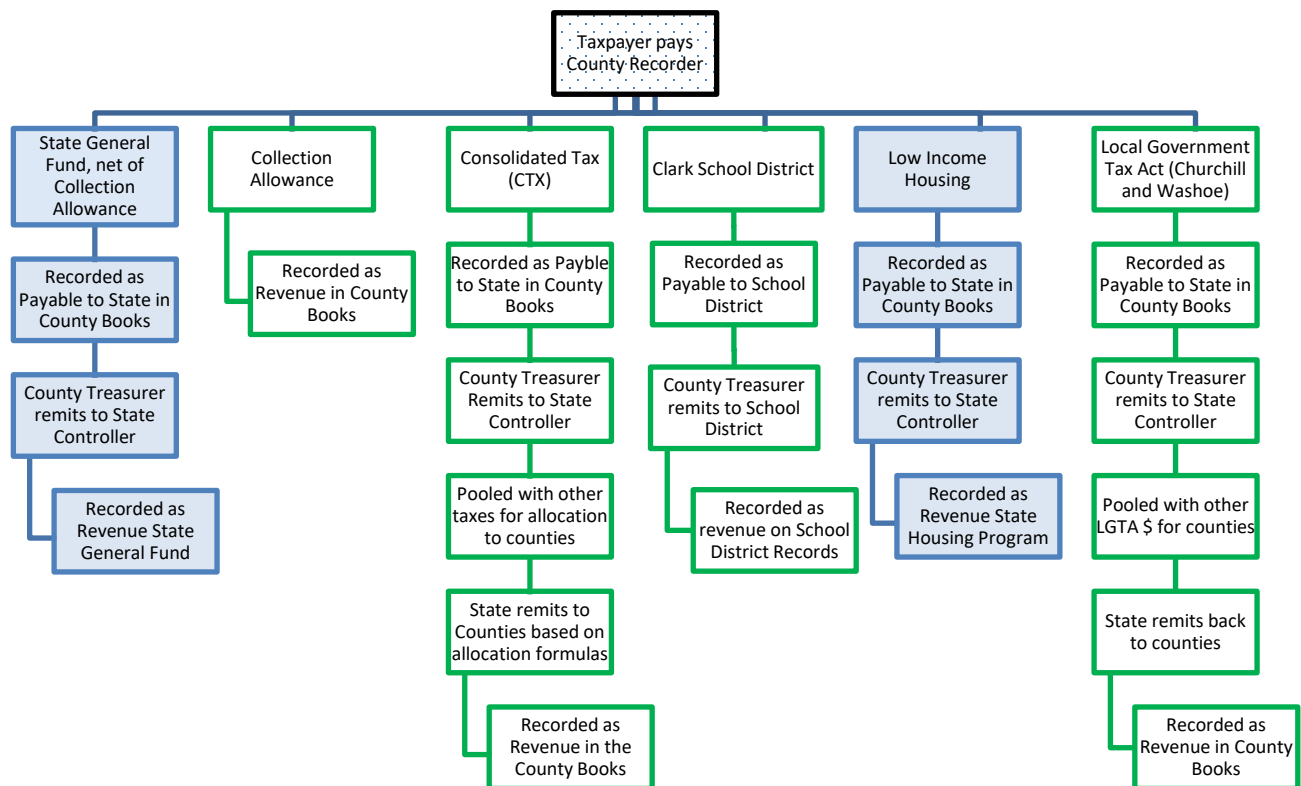 Taxpayer pays
County Recorder
State General
Fund, net of
Collection
Allowance
Collection
Allowance
Consolidated Tax
(CTX)
Clark School District
Low Income
Housing
Local Government
Tax Act (Churchill
and Washoe)
Recorded as
Payable to State in
County Books
Recorded as
Revenue in County
Books
Recorded as Payble
to State in County
Books
Recorded as
Payable to School
District
Recorded as
Payable to State in
County Books
Recorded as
Payable to State in
County Books
County Treasurer
remits to State
Controller
County Treasurer
Remits to State
Controller
County Treasurer
remits to School
District
County Treasurer
remits to State
Controller
County Treasurer
remits to State
Controller
Recorded as
Revenue State
General Fund
Pooled with other
taxes for allocation
to counties
Recorded as
revenue on School
District Records
Recorded as
Revenue State
Housing Program
Pooled with other
LGTA $ for counties
State remits to
Counties based on
allocation formulas
State remits back
to counties
Recorded as
Revenue in the
County Books
Recorded as
Revenue in County
Books